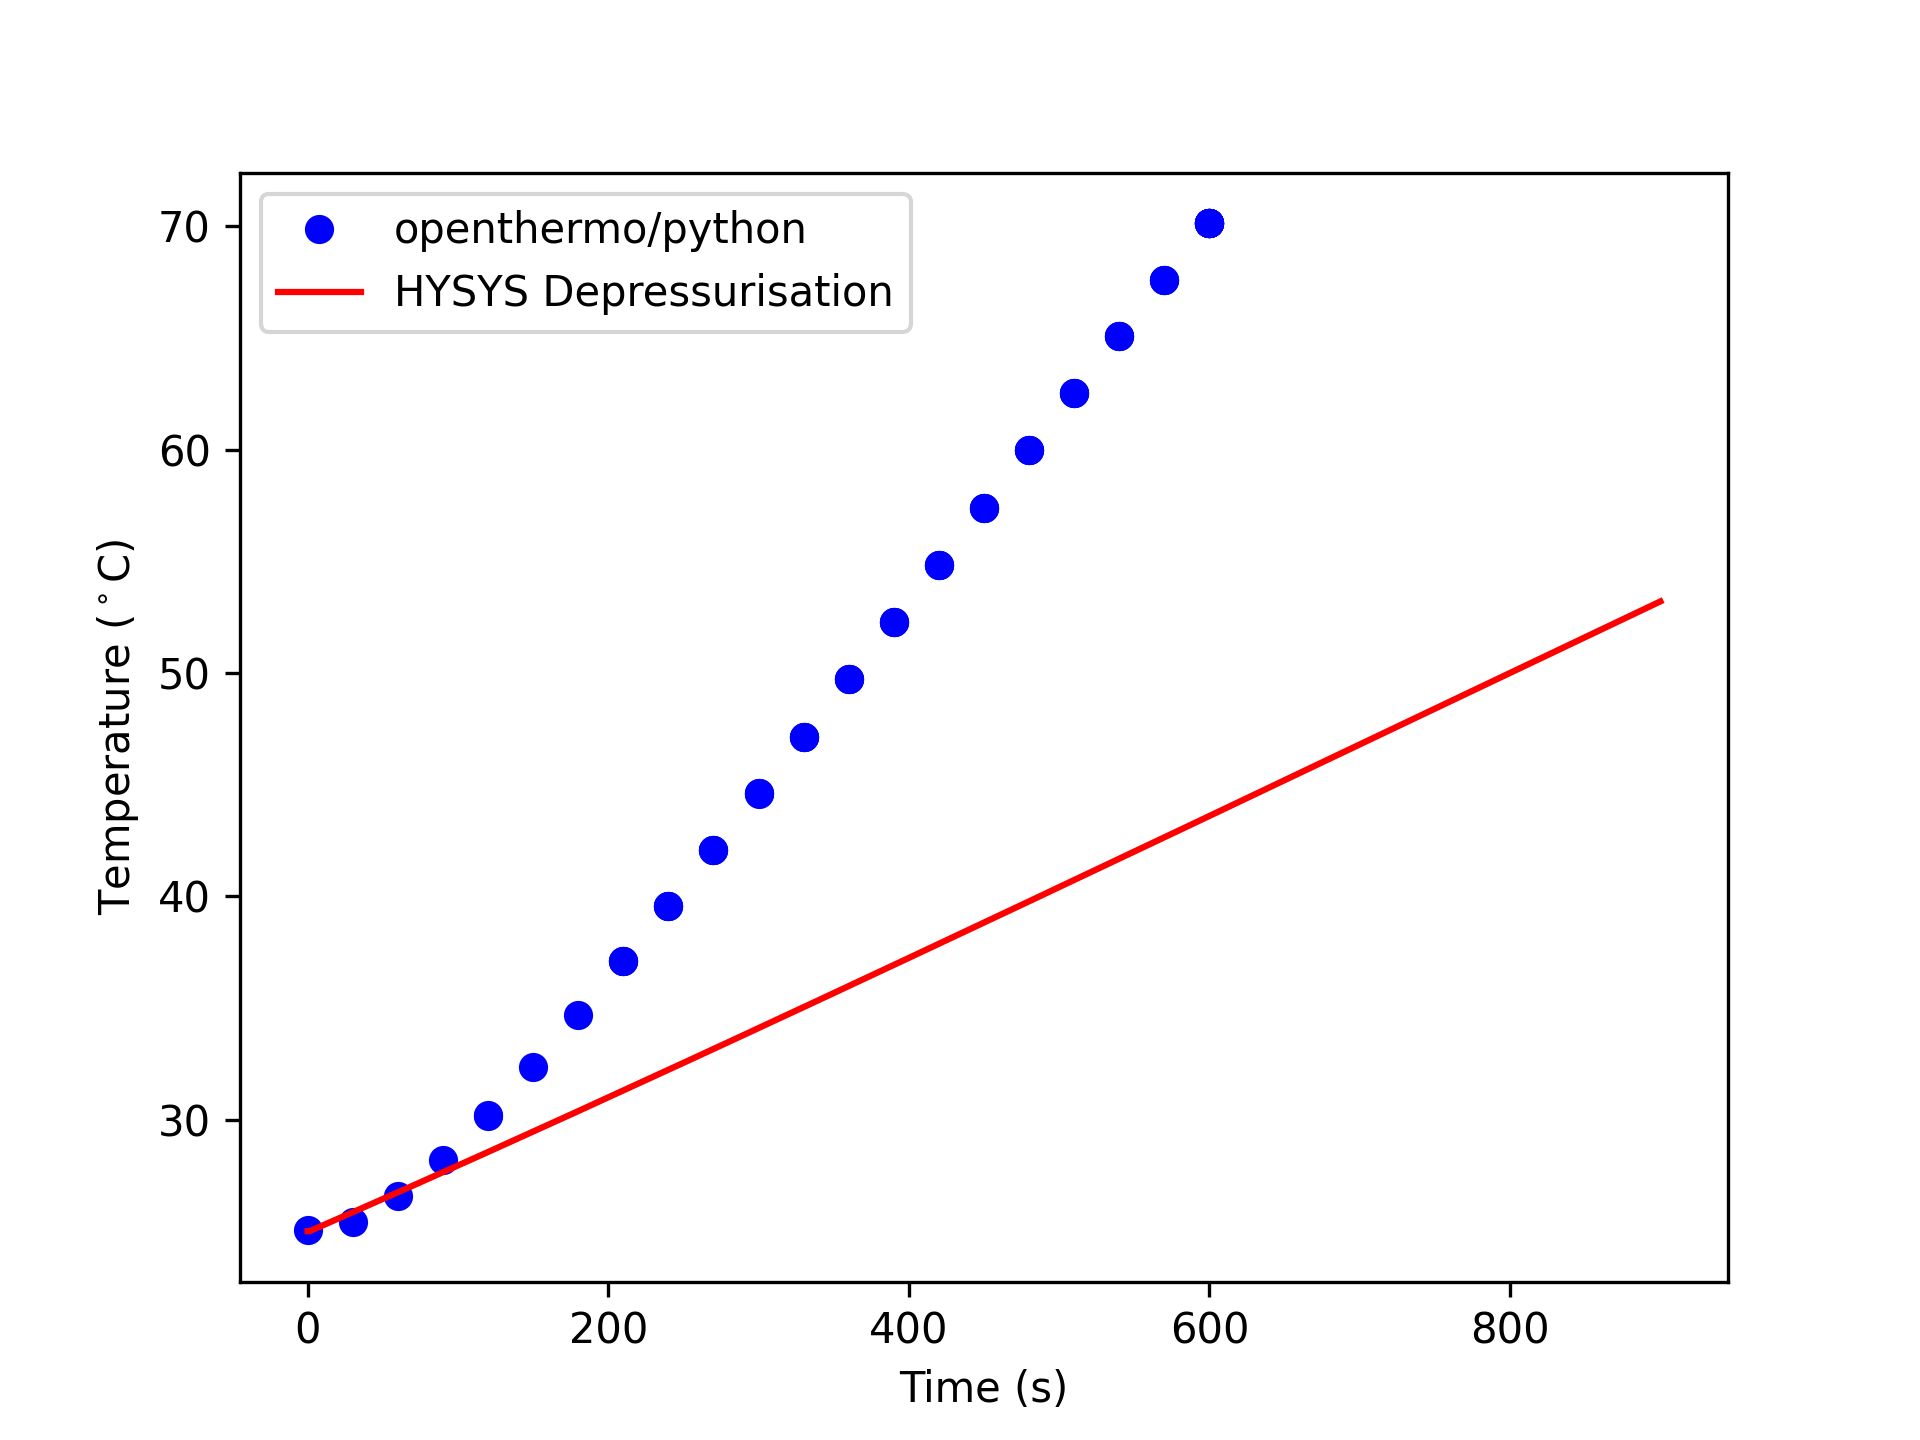 openthermo/python
HYSYS Depressurisation
70
60
50
40
30
Temperature (°C)
0 200 400 600 800
Time (s)